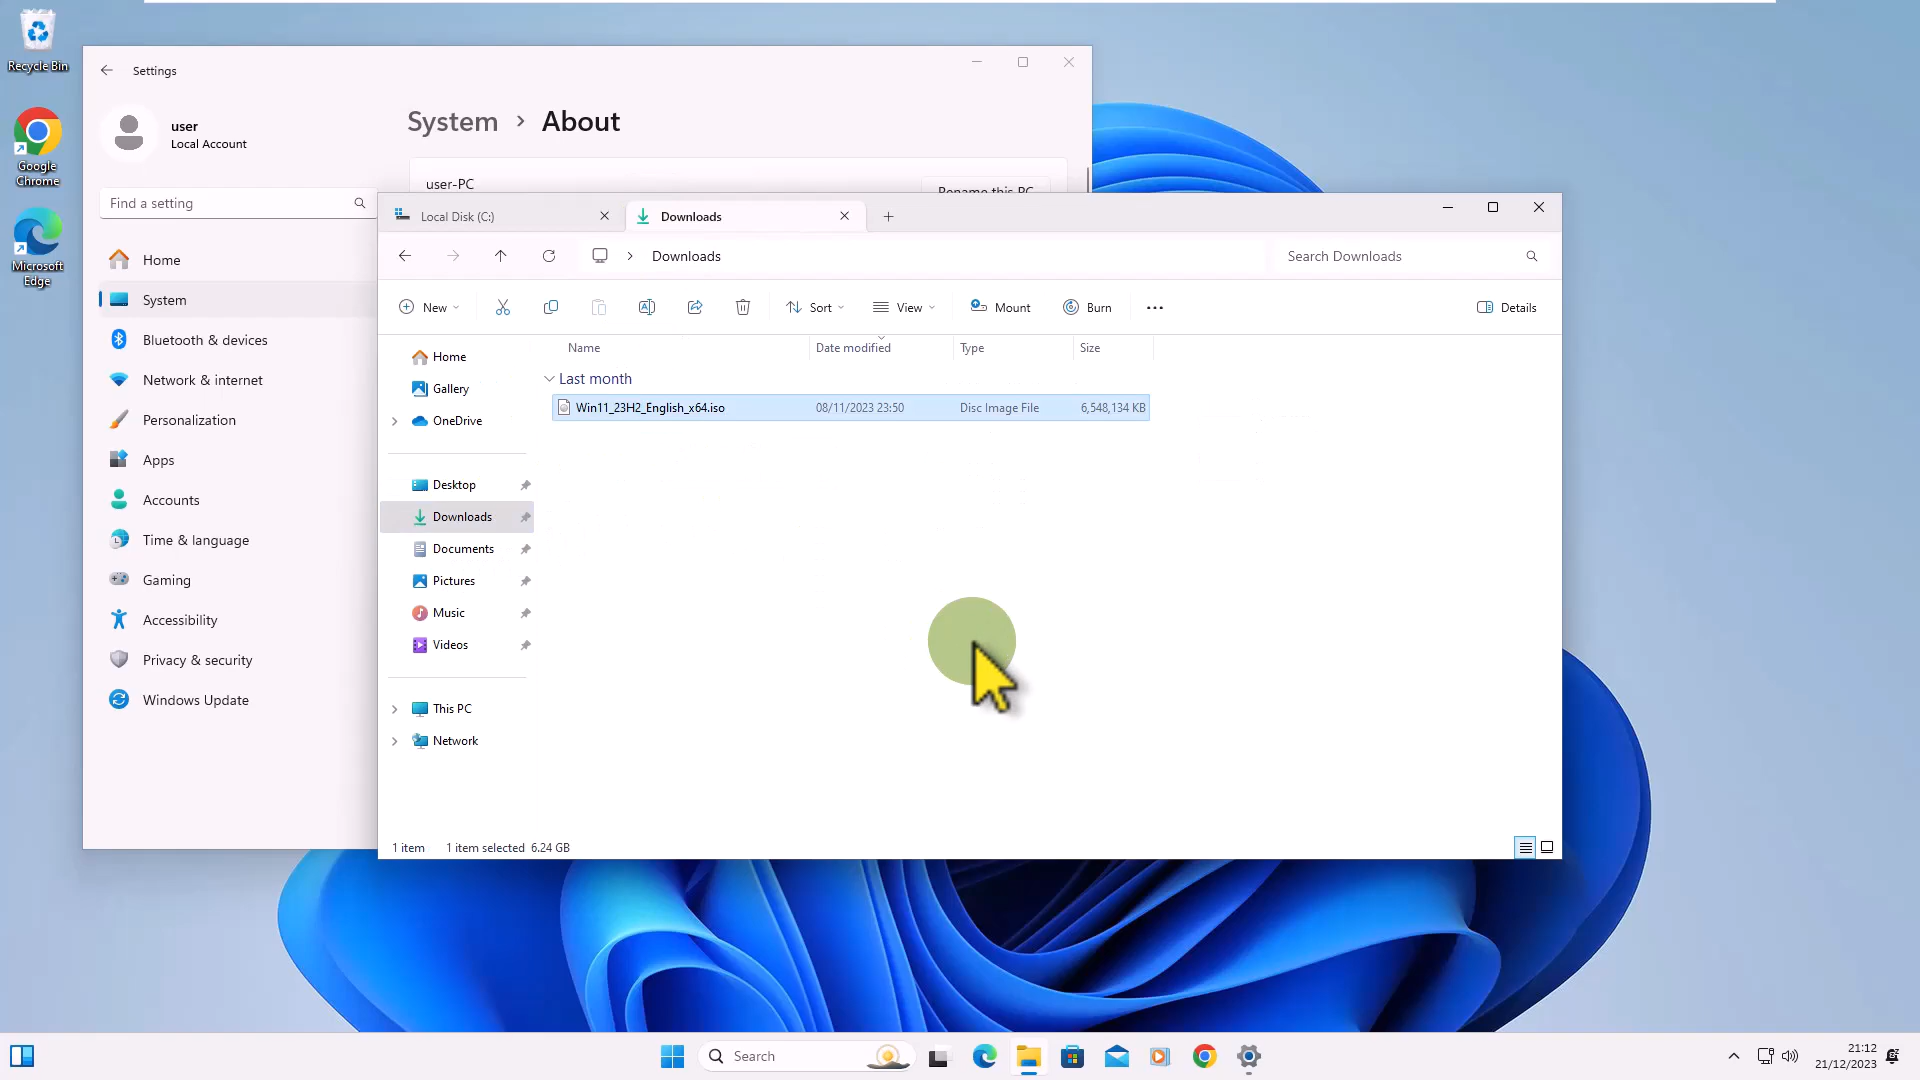 Recycle Bin
Google
Chrome
Microsoft
Edge
Settings
user
Local Account
Find a setting
Home
System
Bluetooth & devices
Network & internet
Personalization
Apps
Accounts
Time & language
Gaming
Accessibility
Privacy & security
Windows Update
System > About
user-PC
Rename this PC
Local Disk (C:)
Downloads
Downloads
Search Downloads
New
Sort
View
Mount
Burn
Details
Home
Gallery
OneDrive
Desktop
Downloads
Documents
Pictures
Music
Videos
This PC
Network
Name Date modified Type Size
Last month
Win11_23H2_English_x64.iso 08/11/2023 23:50 Disc Image File 6,548,134 KB
1 item 1 item selected 6.24 GB
Search
21:12
21/12/2023